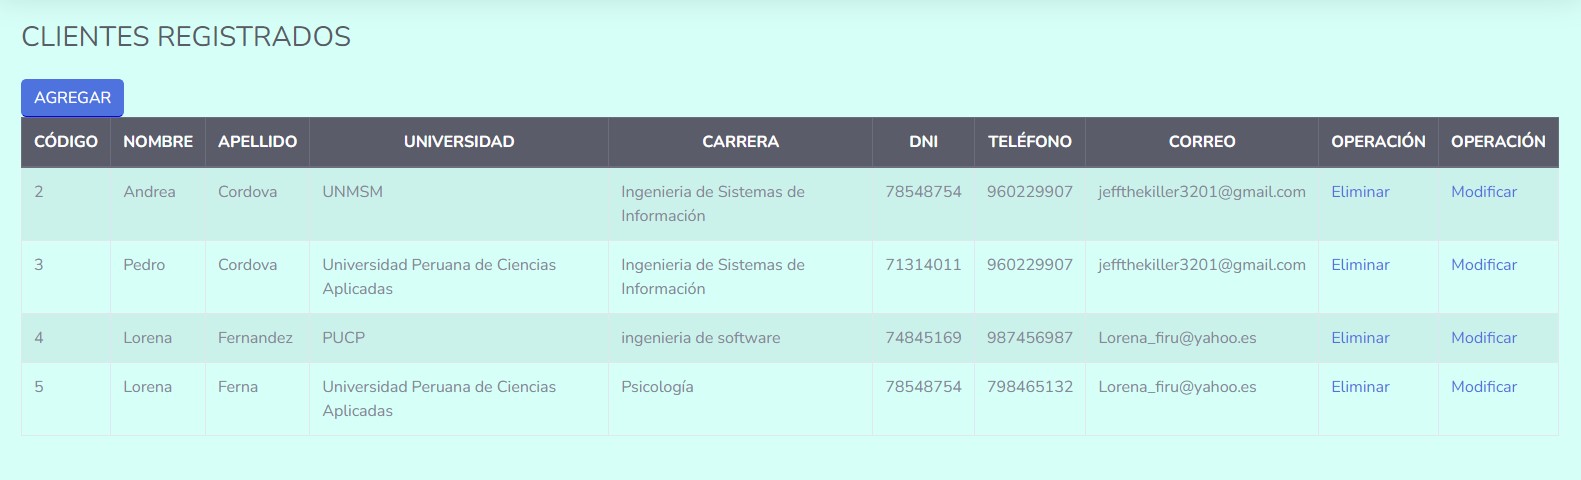 CLIENTES REGISTRADOS
AGREGAR
CÓDIGO NOMBRE APELLIDO UNIVERSIDAD CARRERA DNI TELÉFONO CORREO OPERACIÓN OPERACIÓN
2 Andrea Cordova UNMSM Ingenieria de Sistemas de 78548754 960229907 jeffthekiller3201@gmail.com Eliminar Modificar
Información
3 Pedro Cordova Universidad Peruana de Ciencias Ingenieria de Sistemas de 71314011 960229907 jeffthekiller3201@gmail.com Eliminar Modificar
Aplicadas Información
4 Lorena Fernandez PUCP ingenieria de software 74845169 987456987 Lorena_firu@yahoo.es Eliminar Modificar
5 Lorena Ferna Universidad Peruana de Ciencias Psicología 78548754 798465132 Lorena_firu@yahoo.es Eliminar Modificar
Aplicadas